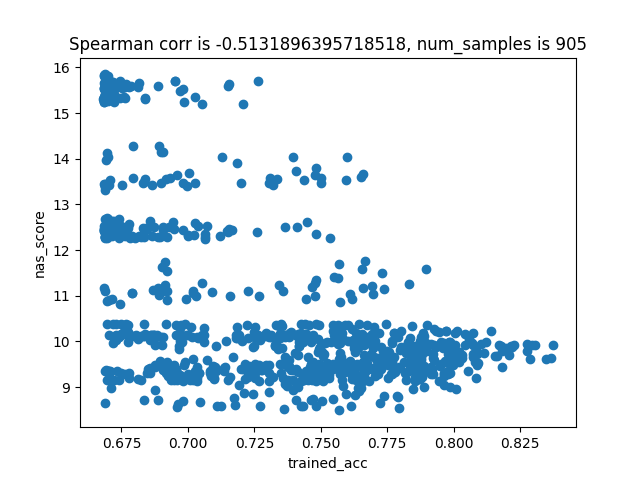 Spearman corr is -0.5131896395718518, num_samples is 905
16
15
14
13
12
11
10
9
nas_score
0.675 0.700 0.725 0.750 0.775 0.800 0.825
trained_acc